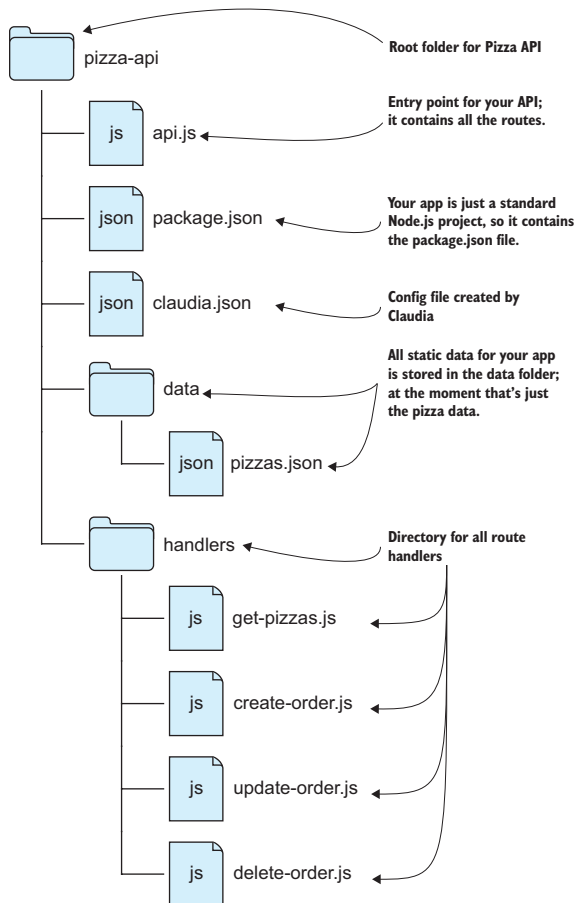 pizza-api
Root folder for Pizza API
js
api.js
Entry point for your API;
it contains all the routes.
json
package.json
Your app is just a standard
Node.js project, so it contains
the package.json file.
json
claudia.json
Config file created by
Claudia
data
All static data for your app
is stored in the data folder;
at the moment that's just
the pizza data.
json
pizzas.json
handlers
Directory for all route
handlers
js
get-pizzas.js
js
create-order.js
js
update-order.js
js
delete-order.js